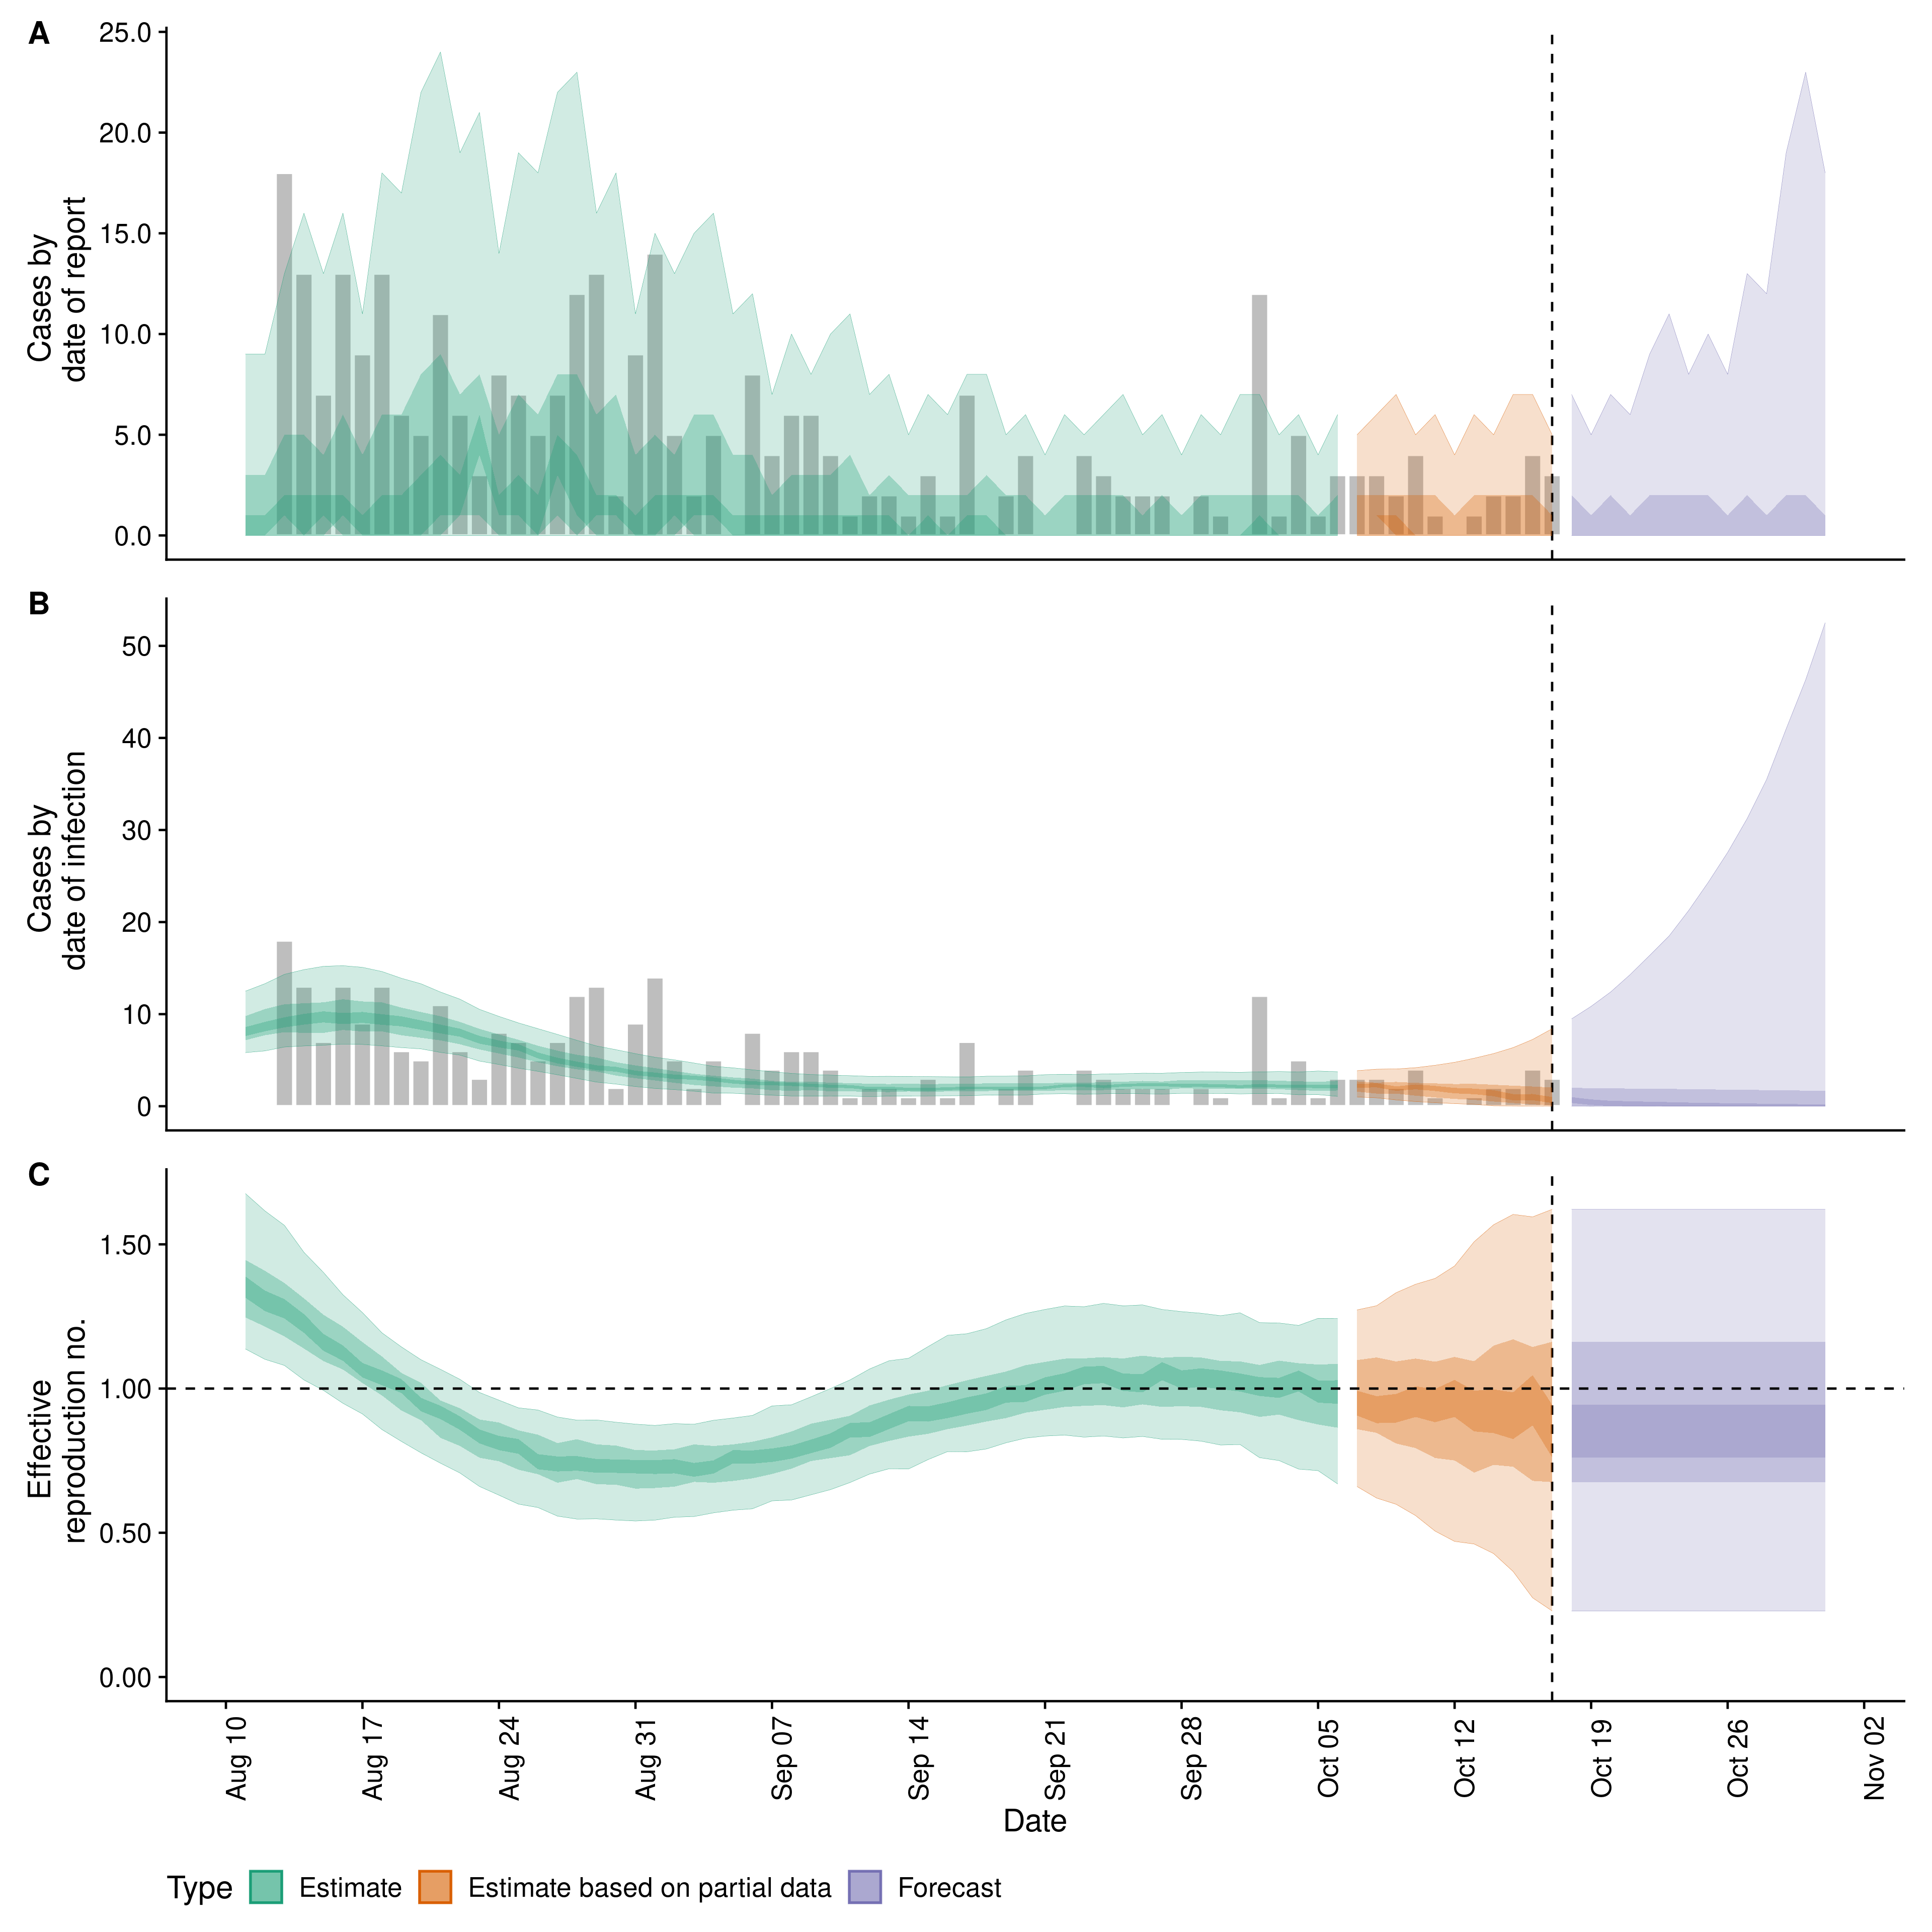 A
Cases by
date of report
25.0
20.0
15.0
10.0
5.0
0.0
B
Cases by
date of infection
50
40
30
20
10
0
C
Effective
reproduction no.
1.50
1.00
0.50
0.00
Aug 10
Aug 17
Aug 24
Aug 31
Sep 07
Sep 14
Sep 21
Sep 28
Oct 05
Oct 12
Oct 19
Oct 26
Nov 02
Date
Type Estimate Estimate based on partial data Forecast